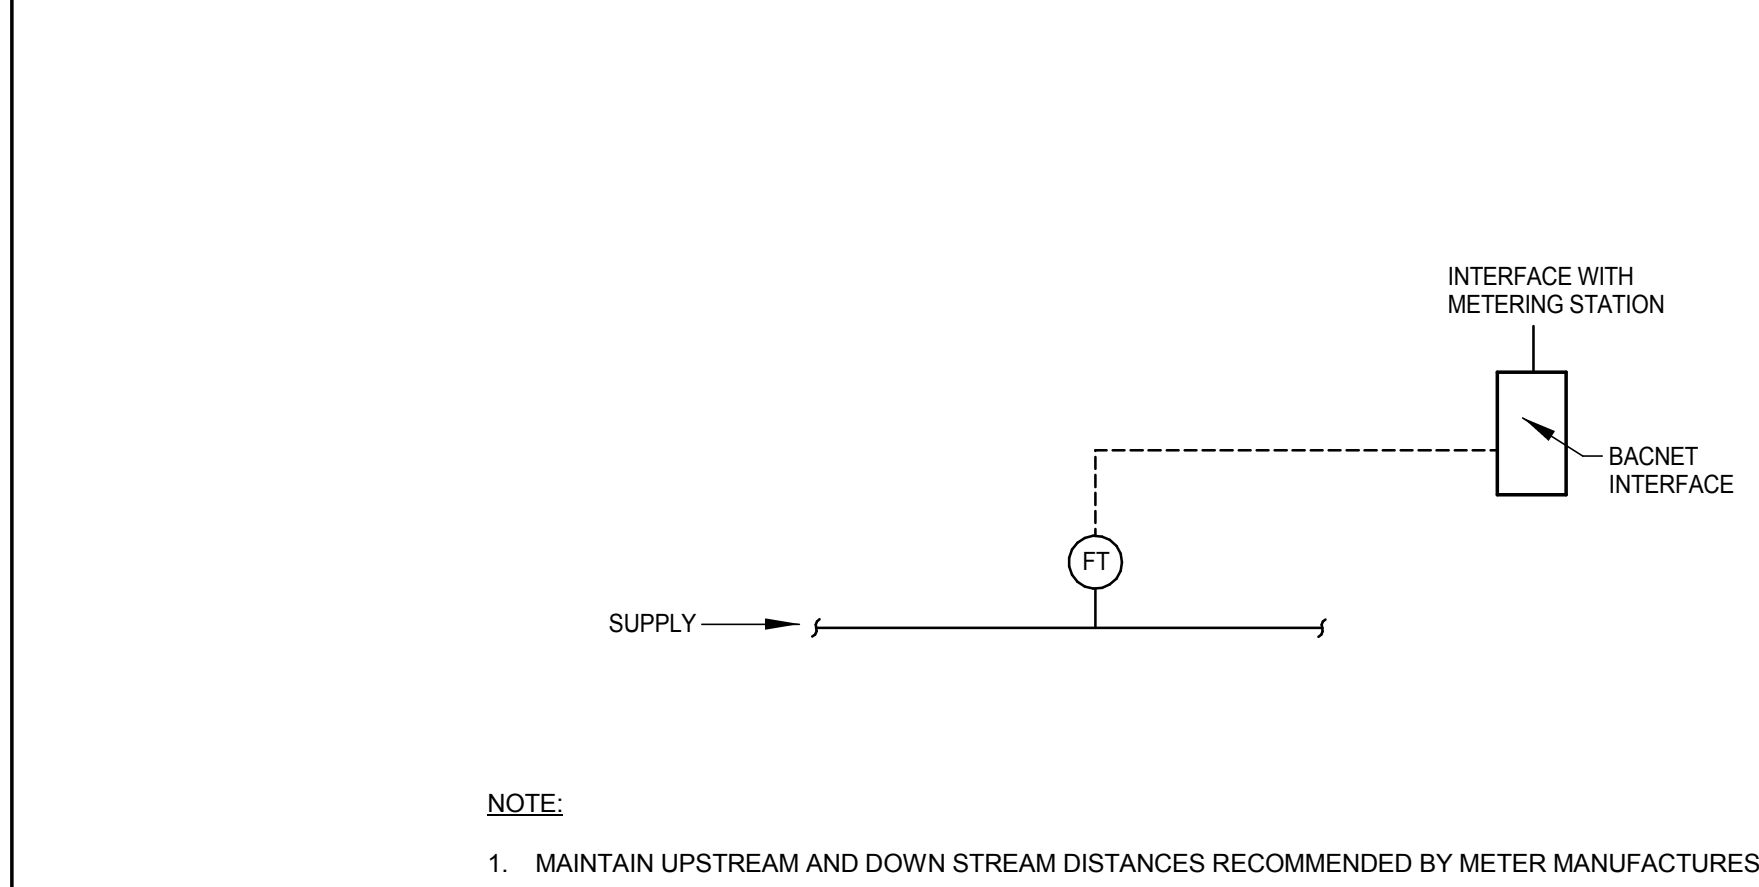 INTERFACE WITH
METERING STATION
BACNET
INTERFACE
FT
SUPPLY
NOTE:
1. MAINTAIN UPSTREAM AND DOWN STREAM DISTANCES RECOMMENDED BY METER MANUFACTURES